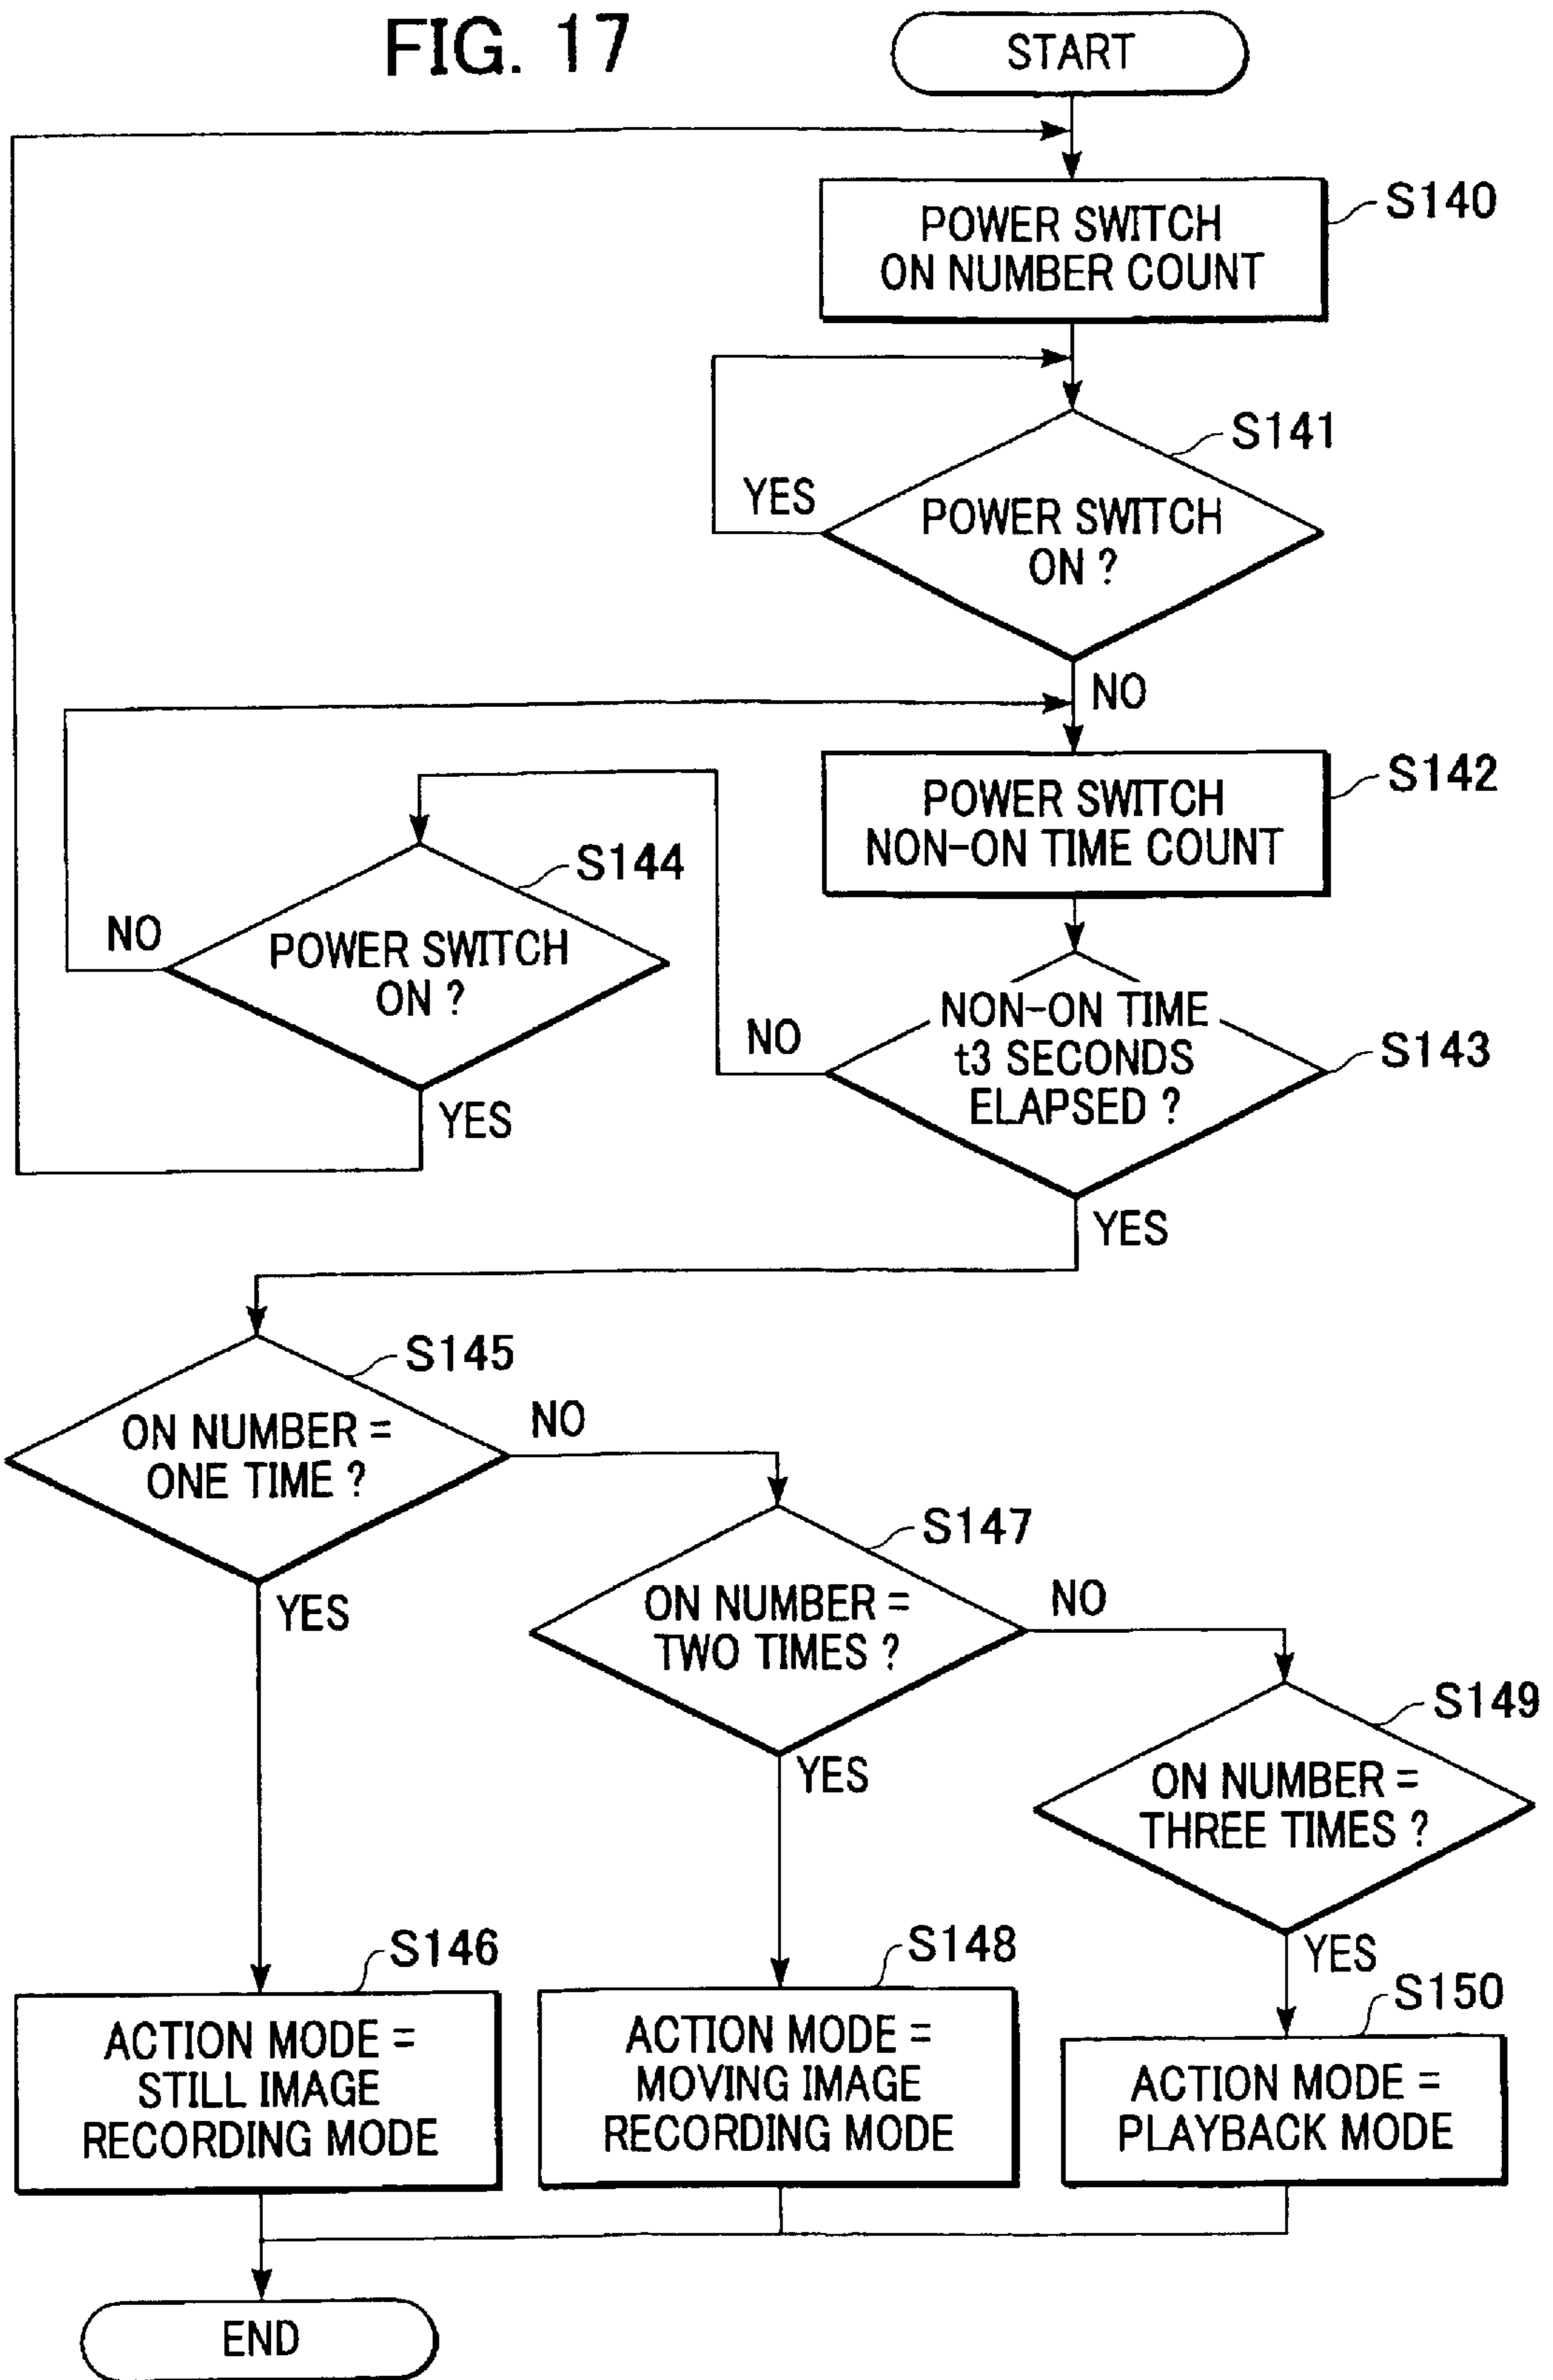 FIG. 17
START
S140
POWER SWITCH
ON NUMBER COUNT
S141
YES
POWER SWITCH
ON ?
NO
S142
POWER SWITCH
NON-ON TIME COUNT
S144
NO
POWER SWITCH
ON ?
YES
NO
NON-ON TIME
t3 SECONDS
ELAPSED ?
S143
YES
S145
ON NUMBER =
ONE TIME ?
NO
YES
S147
ON NUMBER =
TWO TIMES ?
NO
YES
S149
ON NUMBER =
THREE TIMES ?
YES
S146
ACTION MODE =
STILL IMAGE
RECORDING MODE
S148
ACTION MODE =
MOVING IMAGE
RECORDING MODE
S150
ACTION MODE =
PLAYBACK MODE
END